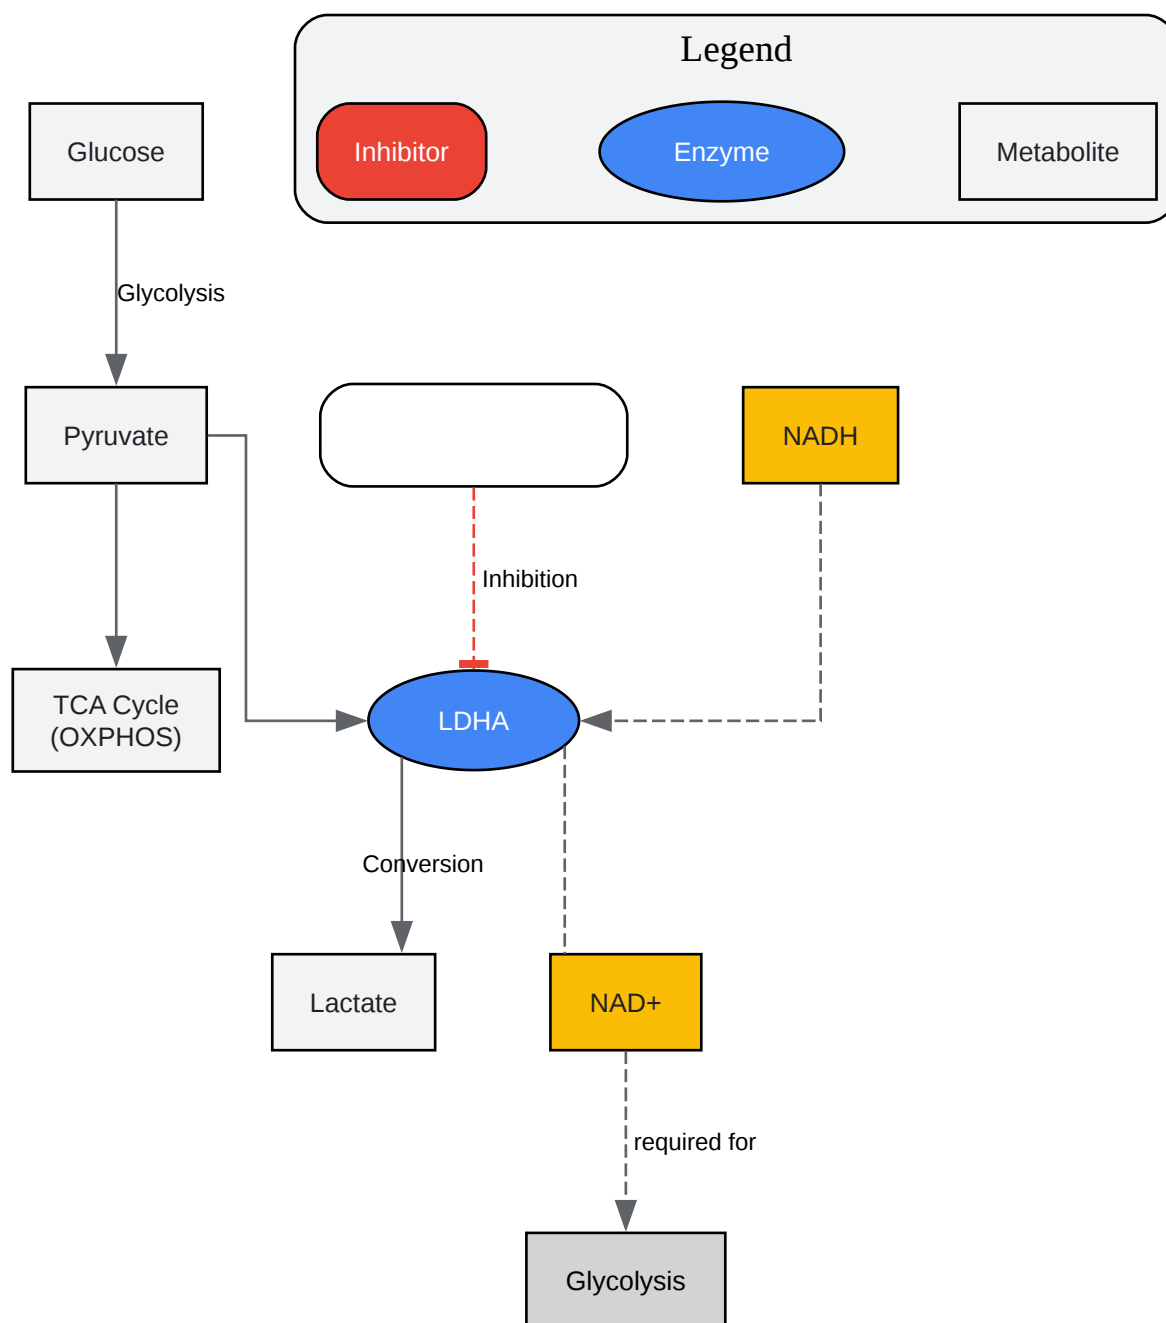 Legend
Glucose
Inhibitor
Enzyme
Metabolite
Glycolysis
Pyruvate
NADH
Inhibition
TCA Cycle
(OXPHOS)
LDHA
Conversion
Lactate
NAD+
required for
Glycolysis